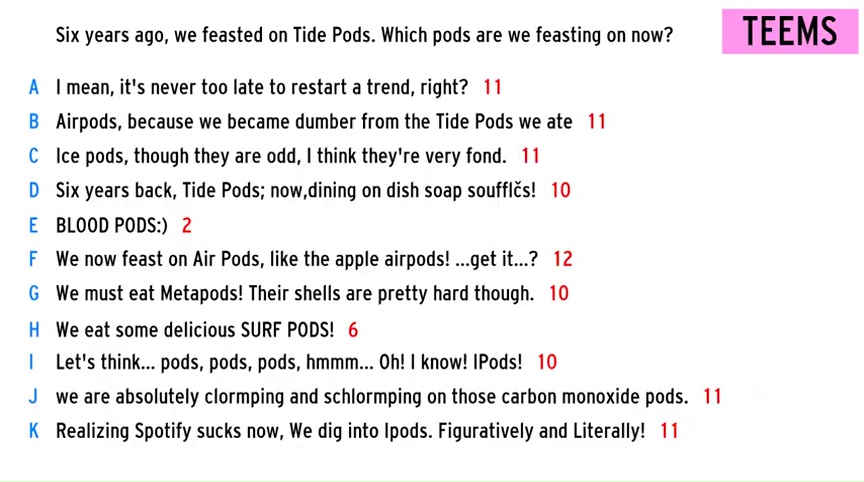 Six years ago, we feasted on Tide Pods. Which pods are we feasting on now?
TEEMS
A I mean, it's never too late to restart a trend, right? 11
B Airpods, because we became dumber from the Tide Pods we ate 11
C Ice pods, though they are odd, I think they're very fond. 11
D Six years back, Tide Pods; now,dining on dish soap soufflčs! 10
E BLOOD PODS:) 2
F We now feast on Air Pods, like the apple airpods! ...get it...? 12
G We must eat Metapods! Their shells are pretty hard though. 10
H We eat some delicious SURF PODS! 6
I Let's think... pods, pods, pods, hmmm... Oh! I know! IPods! 10
J we are absolutely clormping and schlormping on those carbon monoxide pods. 11
K Realizing Spotify sucks now, We dig into Ipods. Figuratively and Literally! 11